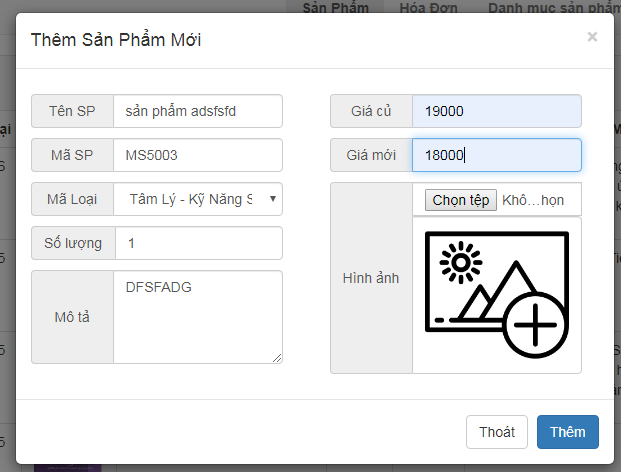 Sản Phẩm Hóa Đơn Danh mục sản phẩm
Thêm Sản Phẩm Mới ×
Tên SP sản phẩm adsfsfd
Mã SP MS5003
Mã Loại Tâm Lý - Kỹ Năng S
Số lượng 1
Mô tả DFSFADG
Giá củ 19000
Giá mới 18000
Chọn tệp Khô…họn
Hình ảnh
Thoát Thêm